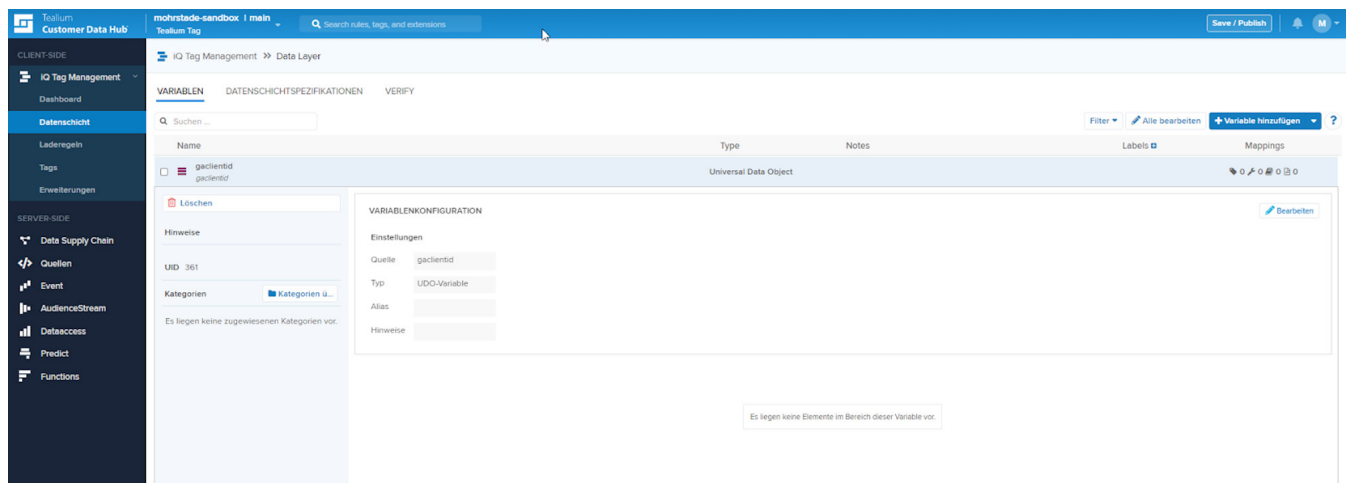 Tealium
Customer Data Hub
mohrstade-sandbox | main
Tealium Tag
Search rules, tags, and extensions
Save / Publish
M
CLIENT-SIDE
iQ Tag Management
Dashboard
Datenschicht
Laderegeln
Tags
Erweiterungen
SERVER-SIDE
Data Supply Chain
Quellen
Event
AudienceStream
Dataaccess
Predict
Functions
iQ Tag Management >> Data Layer
VARIABLEN DATENSCHICHTSPEZIFIKATIONEN VERIFY
Suchen ...
Filter Alle bearbeiten + Variable hinzufügen ?
Name Type Notes Labels Mappings
gaclientid
gaclientid
Universal Data Object
0 0 0 0
Löschen
Hinweise
UID 361
Kategorien Kategorien ü...
Es liegen keine zugewiesenen Kategorien vor.
VARIABLENKONFIGURATION
Bearbeiten
Einstellungen
Quelle gaclientid
Typ UDO-Variable
Alias
Hinweise
Es liegen keine Elemente im Bereich dieser Variable vor.